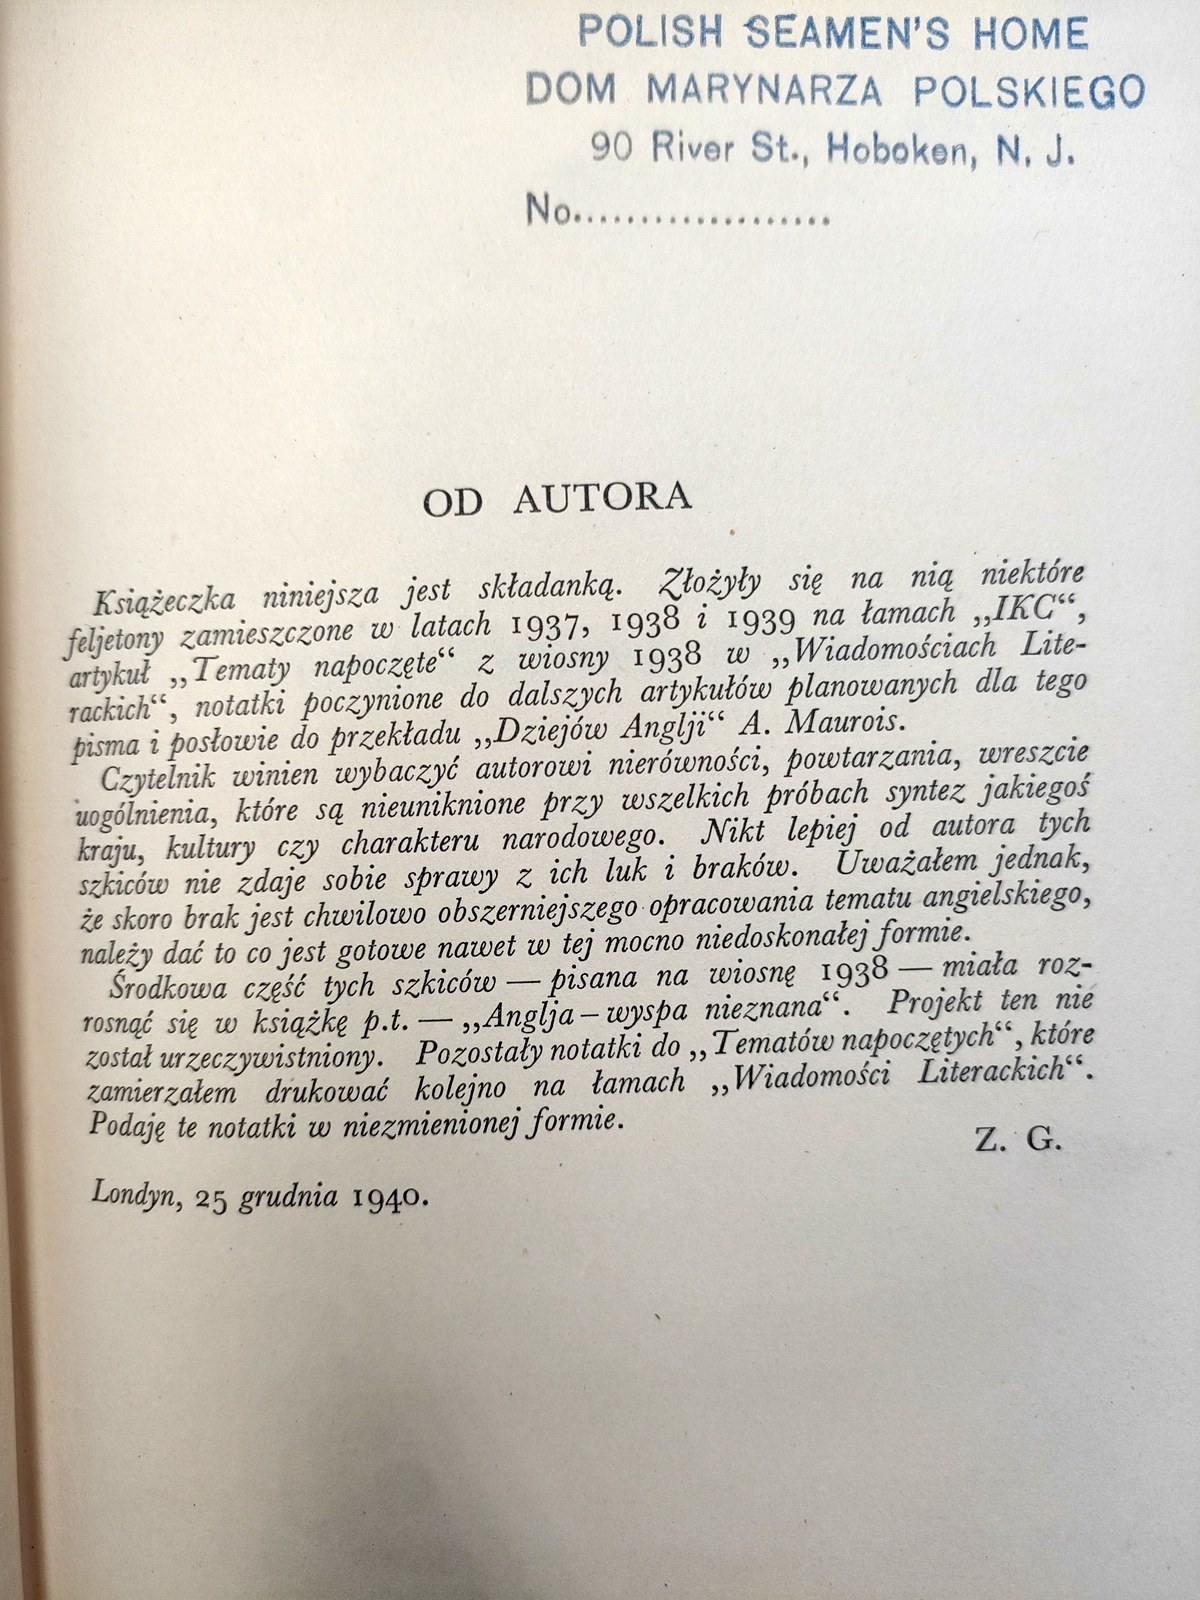 POLISH SEAMEN'S HOME
DOM MARYNARZA POLSKIEGO
90 River St., Hoboken, N. J.
No....................
OD AUTORA
Książeczka niniejsza jest składanką. Złożyły się na nią niektóre
feljetony zamieszczone w latach 1937, 1938 i 1939 na łamach „IKC“,
artykuł „Tematy napoczęte“ z wiosny 1938 w „Wiadomościach Lite-
rackich“, notatki poczynione do dalszych artykułów planowanych dla tego
pisma i posłowie do przekładu „Dziejów Anglji“ A. Maurois.
Czytelnik winien wybaczyć autorowi nierówności, powtarzania, wreszcie
uogólnienia, które są nieuniknione przy wszelkich próbach syntez jakiegoś
kraju, kultury czy charakteru narodowego. Nikt lepiej od autora tych
szkiców nie zdaje sobie sprawy z ich luk i braków. Uważałem jednak,
że skoro brak jest chwilowo obszerniejszego opracowania tematu angielskiego,
należy dać to co jest gotowe nawet w tej mocno niedoskonałej formie.
Środkowa część tych szkiców — pisana na wiosnę 1938 — miała roz-
rosnąć się w książkę p.t. — „Anglja – wyspa nieznana“. Projekt ten nie
został urzeczywistniony. Pozostały notatki do „Tematów napoczętych“, które
zamierzałem drukować kolejno na łamach „Wiadomości Literackich“.
Podaję te notatki w niezmienionej formie.
Z. G.
Londyn, 25 grudnia 1940.